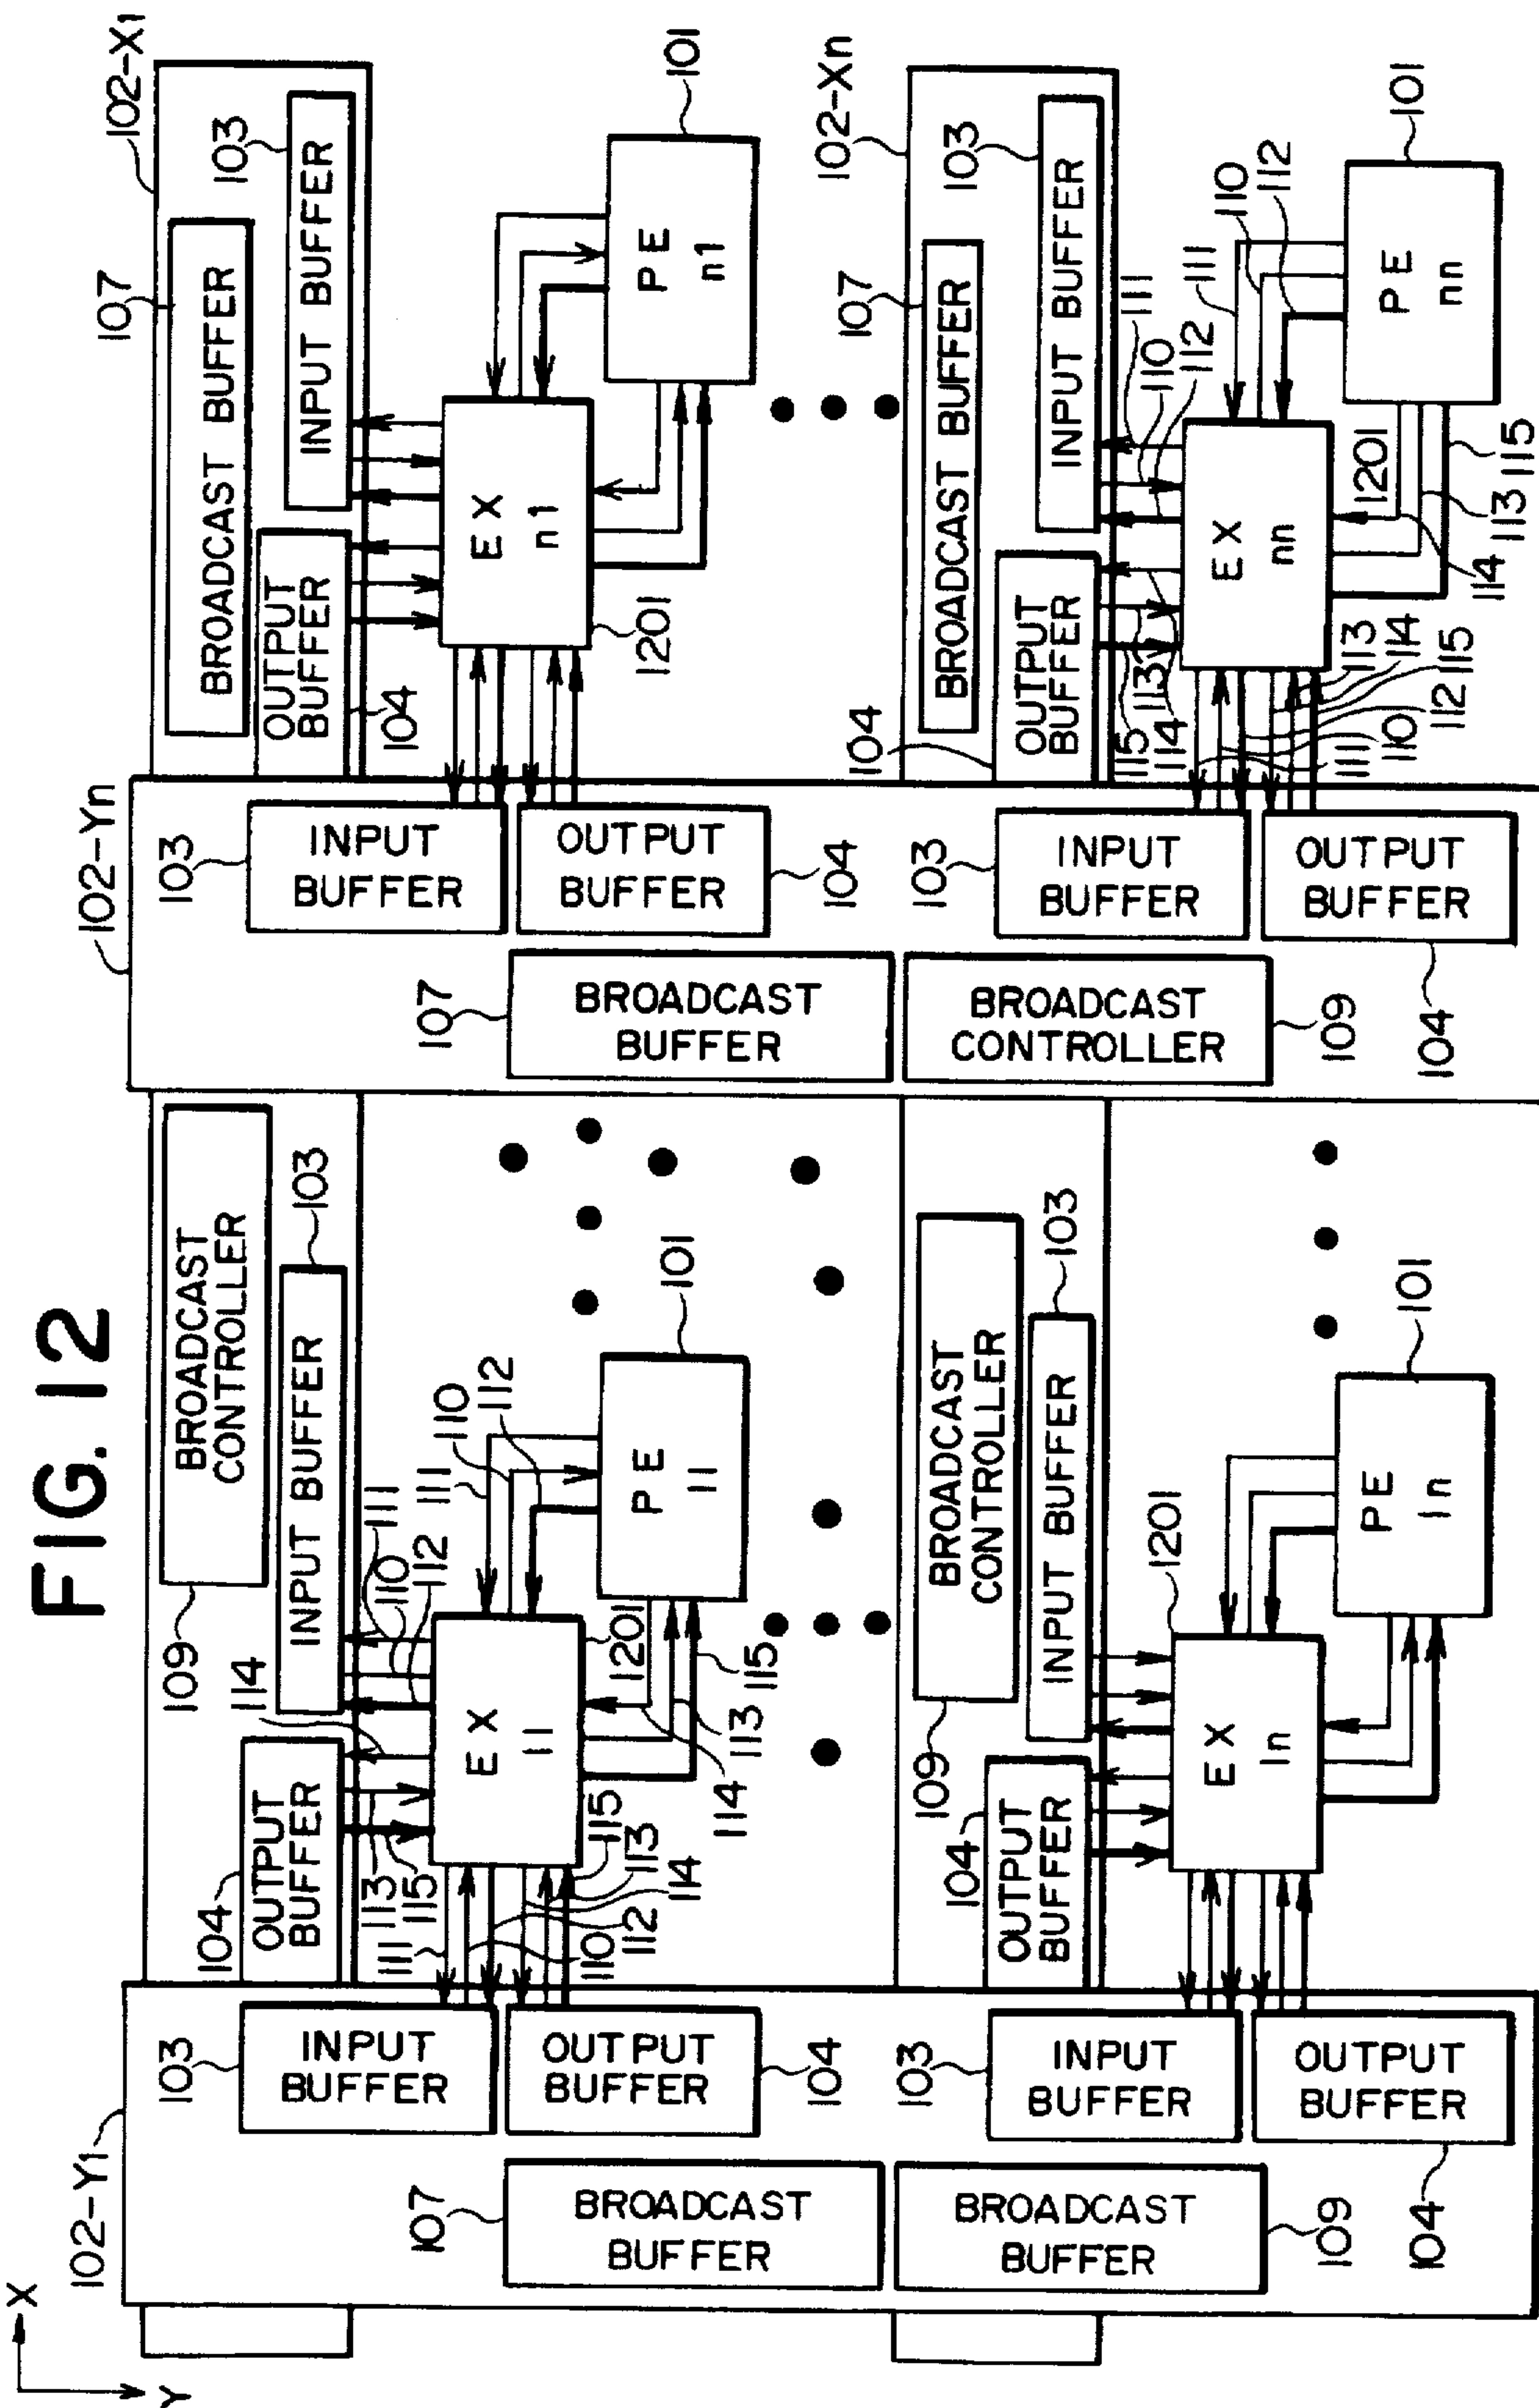 FIG. 12
X
Y
102-Y1
102-Yn
102-X1
107
BROADCAST BUFFER
103
INPUT BUFFER
OUTPUT
BUFFER
104
109
BROADCAST
CONTROLLER
103
INPUT BUFFER
114
111
110
112
104
OUTPUT
BUFFER
113
115
111
110
112
114
113
115
EX
11
1201
111
110
112
PE
11
101
114
113
115
103
INPUT
BUFFER
OUTPUT
BUFFER
104
107
BROADCAST
BUFFER
BROADCAST
BUFFER
109
103
INPUT
BUFFER
OUTPUT
BUFFER
104
103
INPUT
BUFFER
OUTPUT
BUFFER
104
EX
n1
1201
PE
n1
101
107
BROADCAST
BUFFER
BROADCAST
CONTROLLER
109
103
INPUT
BUFFER
OUTPUT
BUFFER
104
109
BROADCAST
CONTROLLER
103
INPUT BUFFER
104
OUTPUT
BUFFER
EX
1n
1201
PE
1n
101
102-Xn
107
BROADCAST BUFFER
103
INPUT BUFFER
104
OUTPUT
BUFFER
115
113
114
111
110
112
EX
nn
1201
111
110
112
PE
nn
101
111
110
112
113
114
115
114
113
115